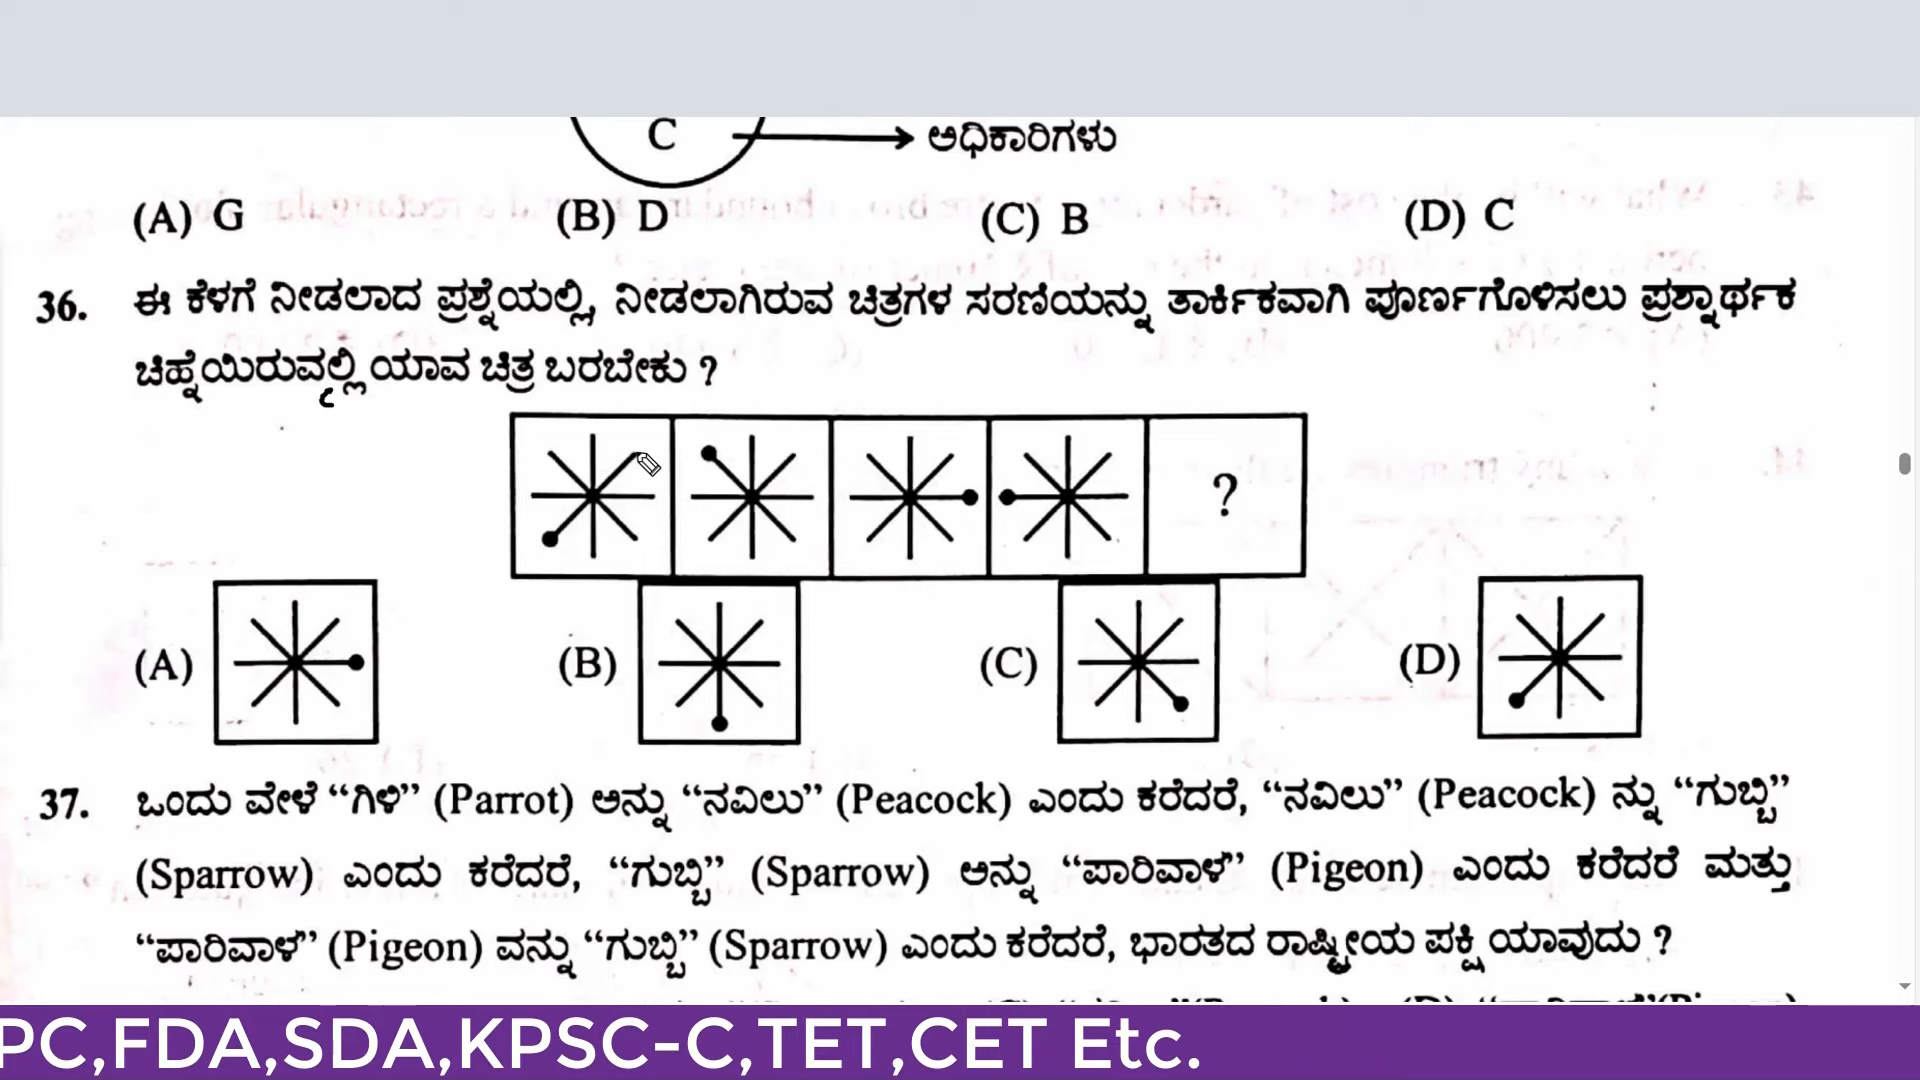 C → ಅಧಿಕಾರಿಗಳು
(A) G (B) D (C) B (D) C
36. ಈ ಕೆಳಗೆ ನೀಡಲಾದ ಪ್ರಶ್ನೆಯಲ್ಲಿ, ನೀಡಲಾಗಿರುವ ಚಿತ್ರಗಳ ಸರಣಿಯನ್ನು ತಾರ್ಕಿಕವಾಗಿ ಪೂರ್ಣಗೊಳಿಸಲು ಪ್ರಶ್ನಾರ್ಥಕ
ಚಿಹ್ನೆಯಿರುವಲ್ಲಿ ಯಾವ ಚಿತ್ರ ಬರಬೇಕು ?
?
(A) (B) (C) (D)
37. ಒಂದು ವೇಳೆ “ಗಿಳಿ” (Parrot) ಅನ್ನು “ನವಿಲು” (Peacock) ಎಂದು ಕರೆದರೆ, “ನವಿಲು” (Peacock) ನ್ನು “ಗುಬ್ಬಿ”
(Sparrow) ಎಂದು ಕರೆದರೆ, “ಗುಬ್ಬಿ” (Sparrow) ಅನ್ನು “ಪಾರಿವಾಳ” (Pigeon) ಎಂದು ಕರೆದರೆ ಮತ್ತು
“ಪಾರಿವಾಳ” (Pigeon) ವನ್ನು “ಗುಬ್ಬಿ” (Sparrow) ಎಂದು ಕರೆದರೆ, ಭಾರತದ ರಾಷ್ಟ್ರೀಯ ಪಕ್ಷಿ ಯಾವುದು ?
PC,FDA,SDA,KPSC-C,TET,CET Etc.